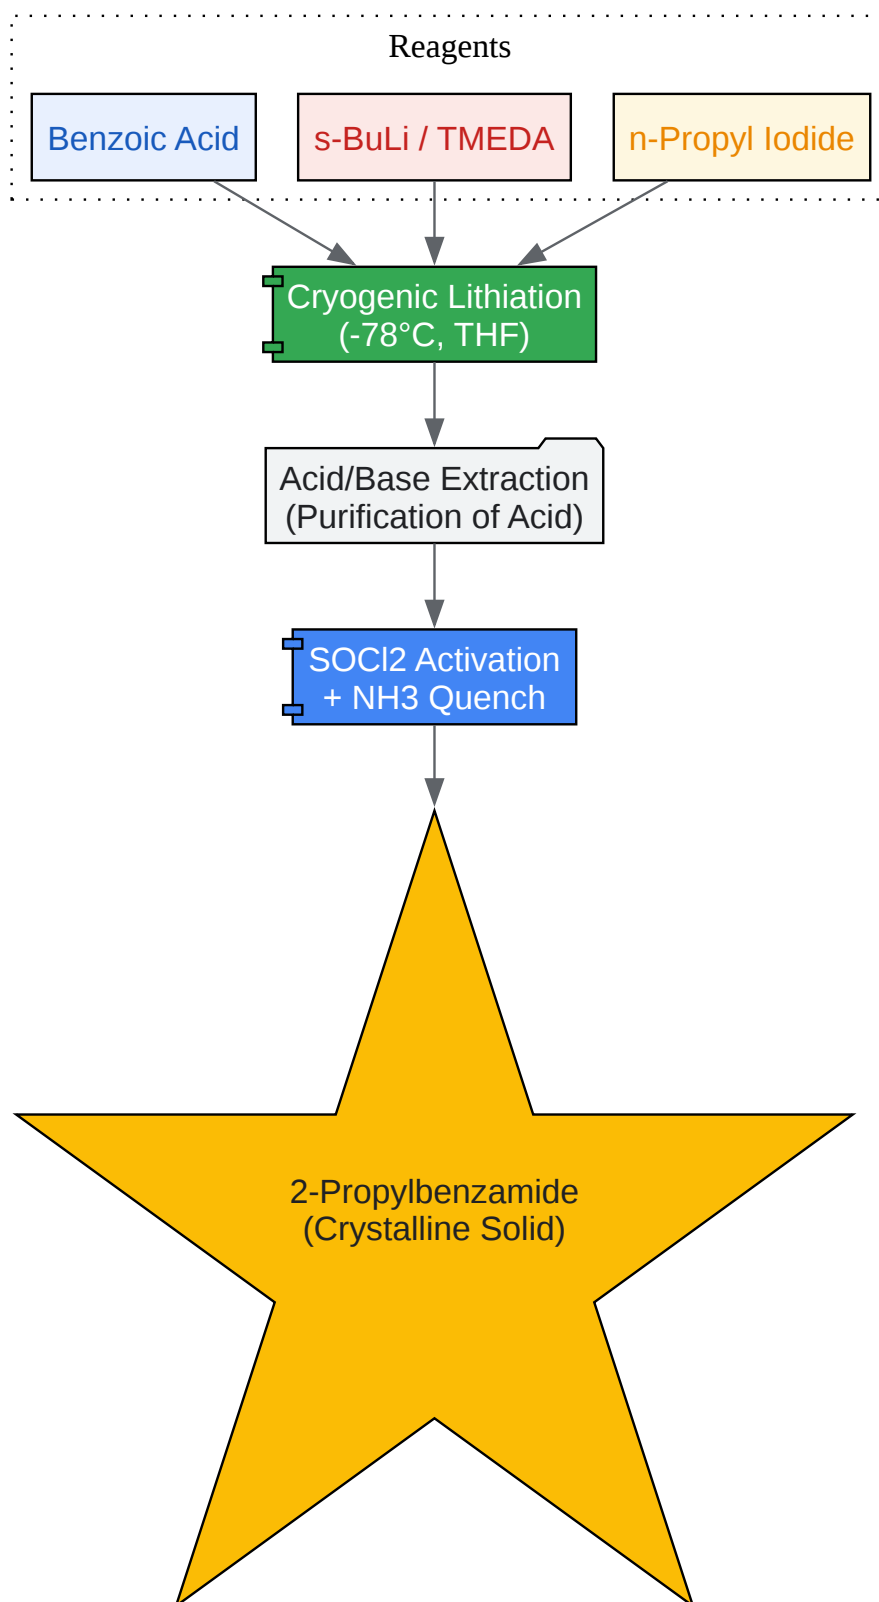 Reagents
Benzoic Acid
s-BuLi / TMEDA
n-Propyl Iodide
Cryogenic Lithiation
(-78°C, THF)
Acid/Base Extraction
(Purification of Acid)
SOCl2 Activation
+ NH3 Quench
2-Propylbenzamide
(Crystalline Solid)